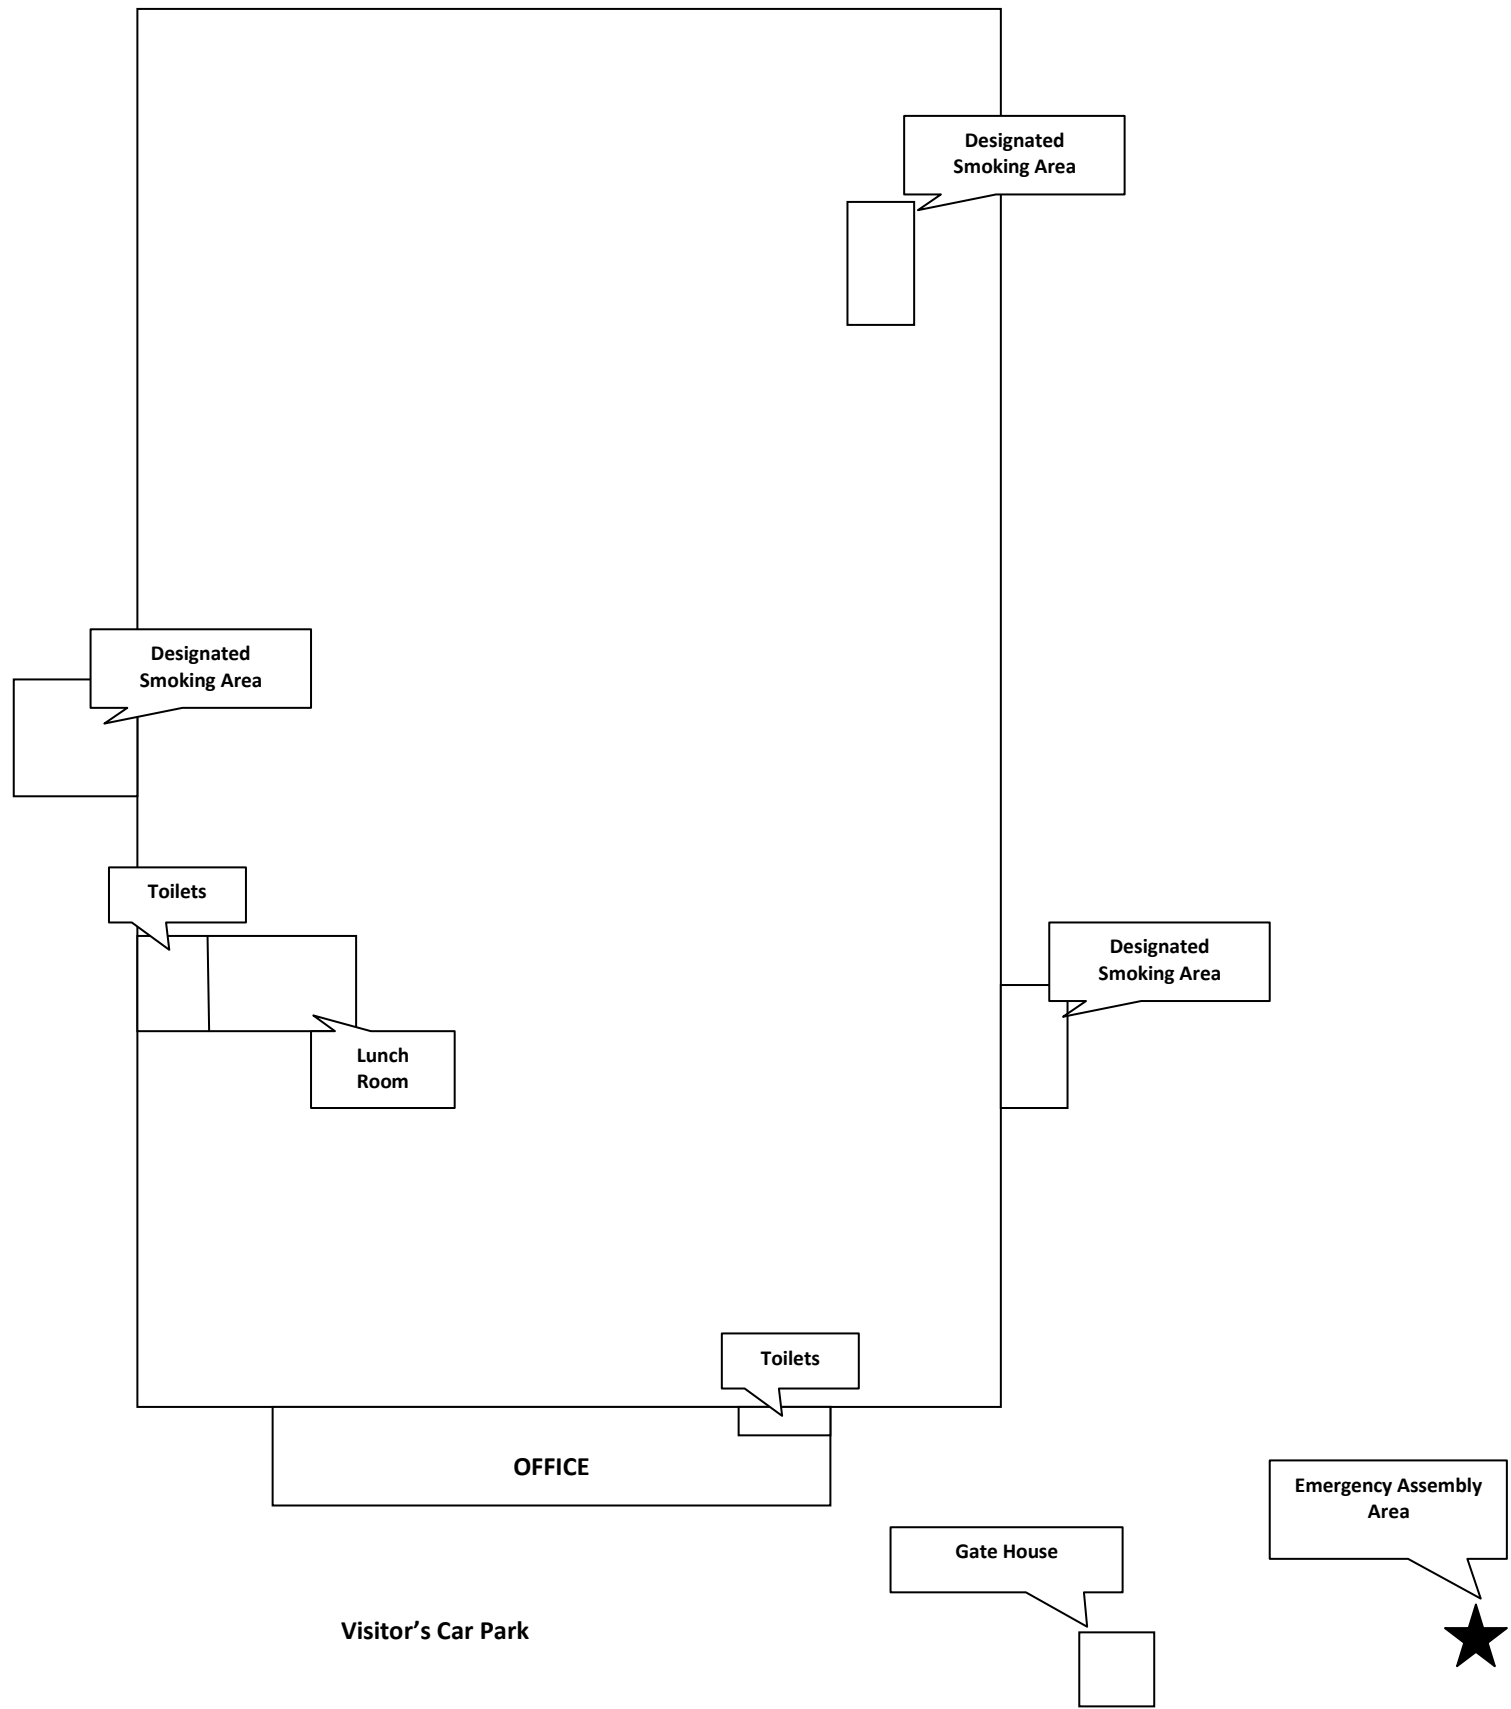 Designated
Smoking Area
Designated
Smoking Area
Toilets
Designated
Smoking Area
Lunch
Room
Toilets
OFFICE
Emergency Assembly
Area
Gate House
Visitor’s Car Park